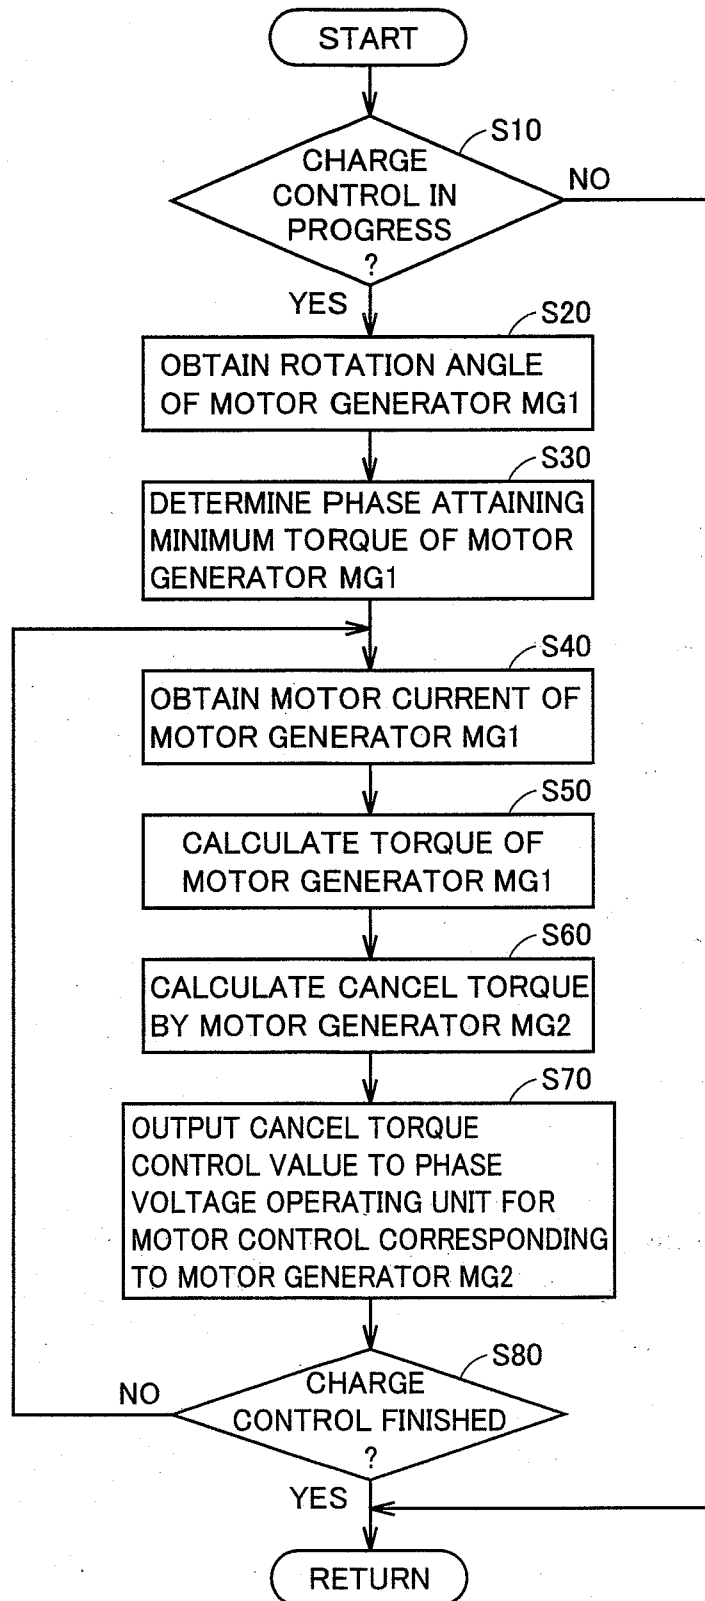 START
S10
CHARGE
CONTROL IN
PROGRESS
?
NO
YES
S20
OBTAIN ROTATION ANGLE
OF MOTOR GENERATOR MG1
S30
DETERMINE PHASE ATTAINING
MINIMUM TORQUE OF MOTOR
GENERATOR MG1
S40
OBTAIN MOTOR CURRENT OF
MOTOR GENERATOR MG1
S50
CALCULATE TORQUE OF
MOTOR GENERATOR MG1
S60
CALCULATE CANCEL TORQUE
BY MOTOR GENERATOR MG2
S70
OUTPUT CANCEL TORQUE
CONTROL VALUE TO PHASE
VOLTAGE OPERATING UNIT FOR
MOTOR CONTROL CORRESPONDING
TO MOTOR GENERATOR MG2
S80
NO
CHARGE
CONTROL FINISHED
?
YES
RETURN